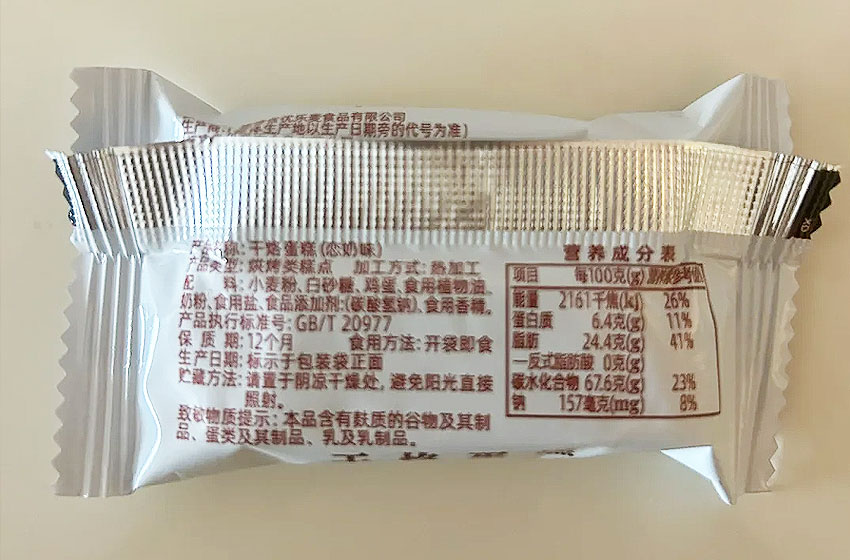 优乐麦食品有限公司
生产地以生产日期旁的代号为准)
产品名称: 干焙蛋糕(恋奶味)
产品类型: 烘烤类糕点 加工方式: 热加工
配 料: 小麦粉、白砂糖、鸡蛋、食用植物油、
奶粉、食用盐、食品添加剂:(碳酸氢钠)、食用香精。
产品执行标准号: GB/T 20977
保 质 期: 12个月 食用方法: 开袋即食
生产日期: 标示于包装袋正面
贮藏方法: 请置于阴凉干燥处, 避免阳光直接
照射。
致敏物质提示: 本品含有麸质的谷物及其制
品、蛋类及其制品、乳及乳制品。
营养成分表
项目 每100克(g) 营养素参考值
能量 2161千焦(kJ) 26%
蛋白质 6.4克(g) 11%
脂肪 24.4克(g) 41%
—反式脂肪酸 0克(g)
碳水化合物 67.6克(g) 23%
钠 157毫克(mg) 8%